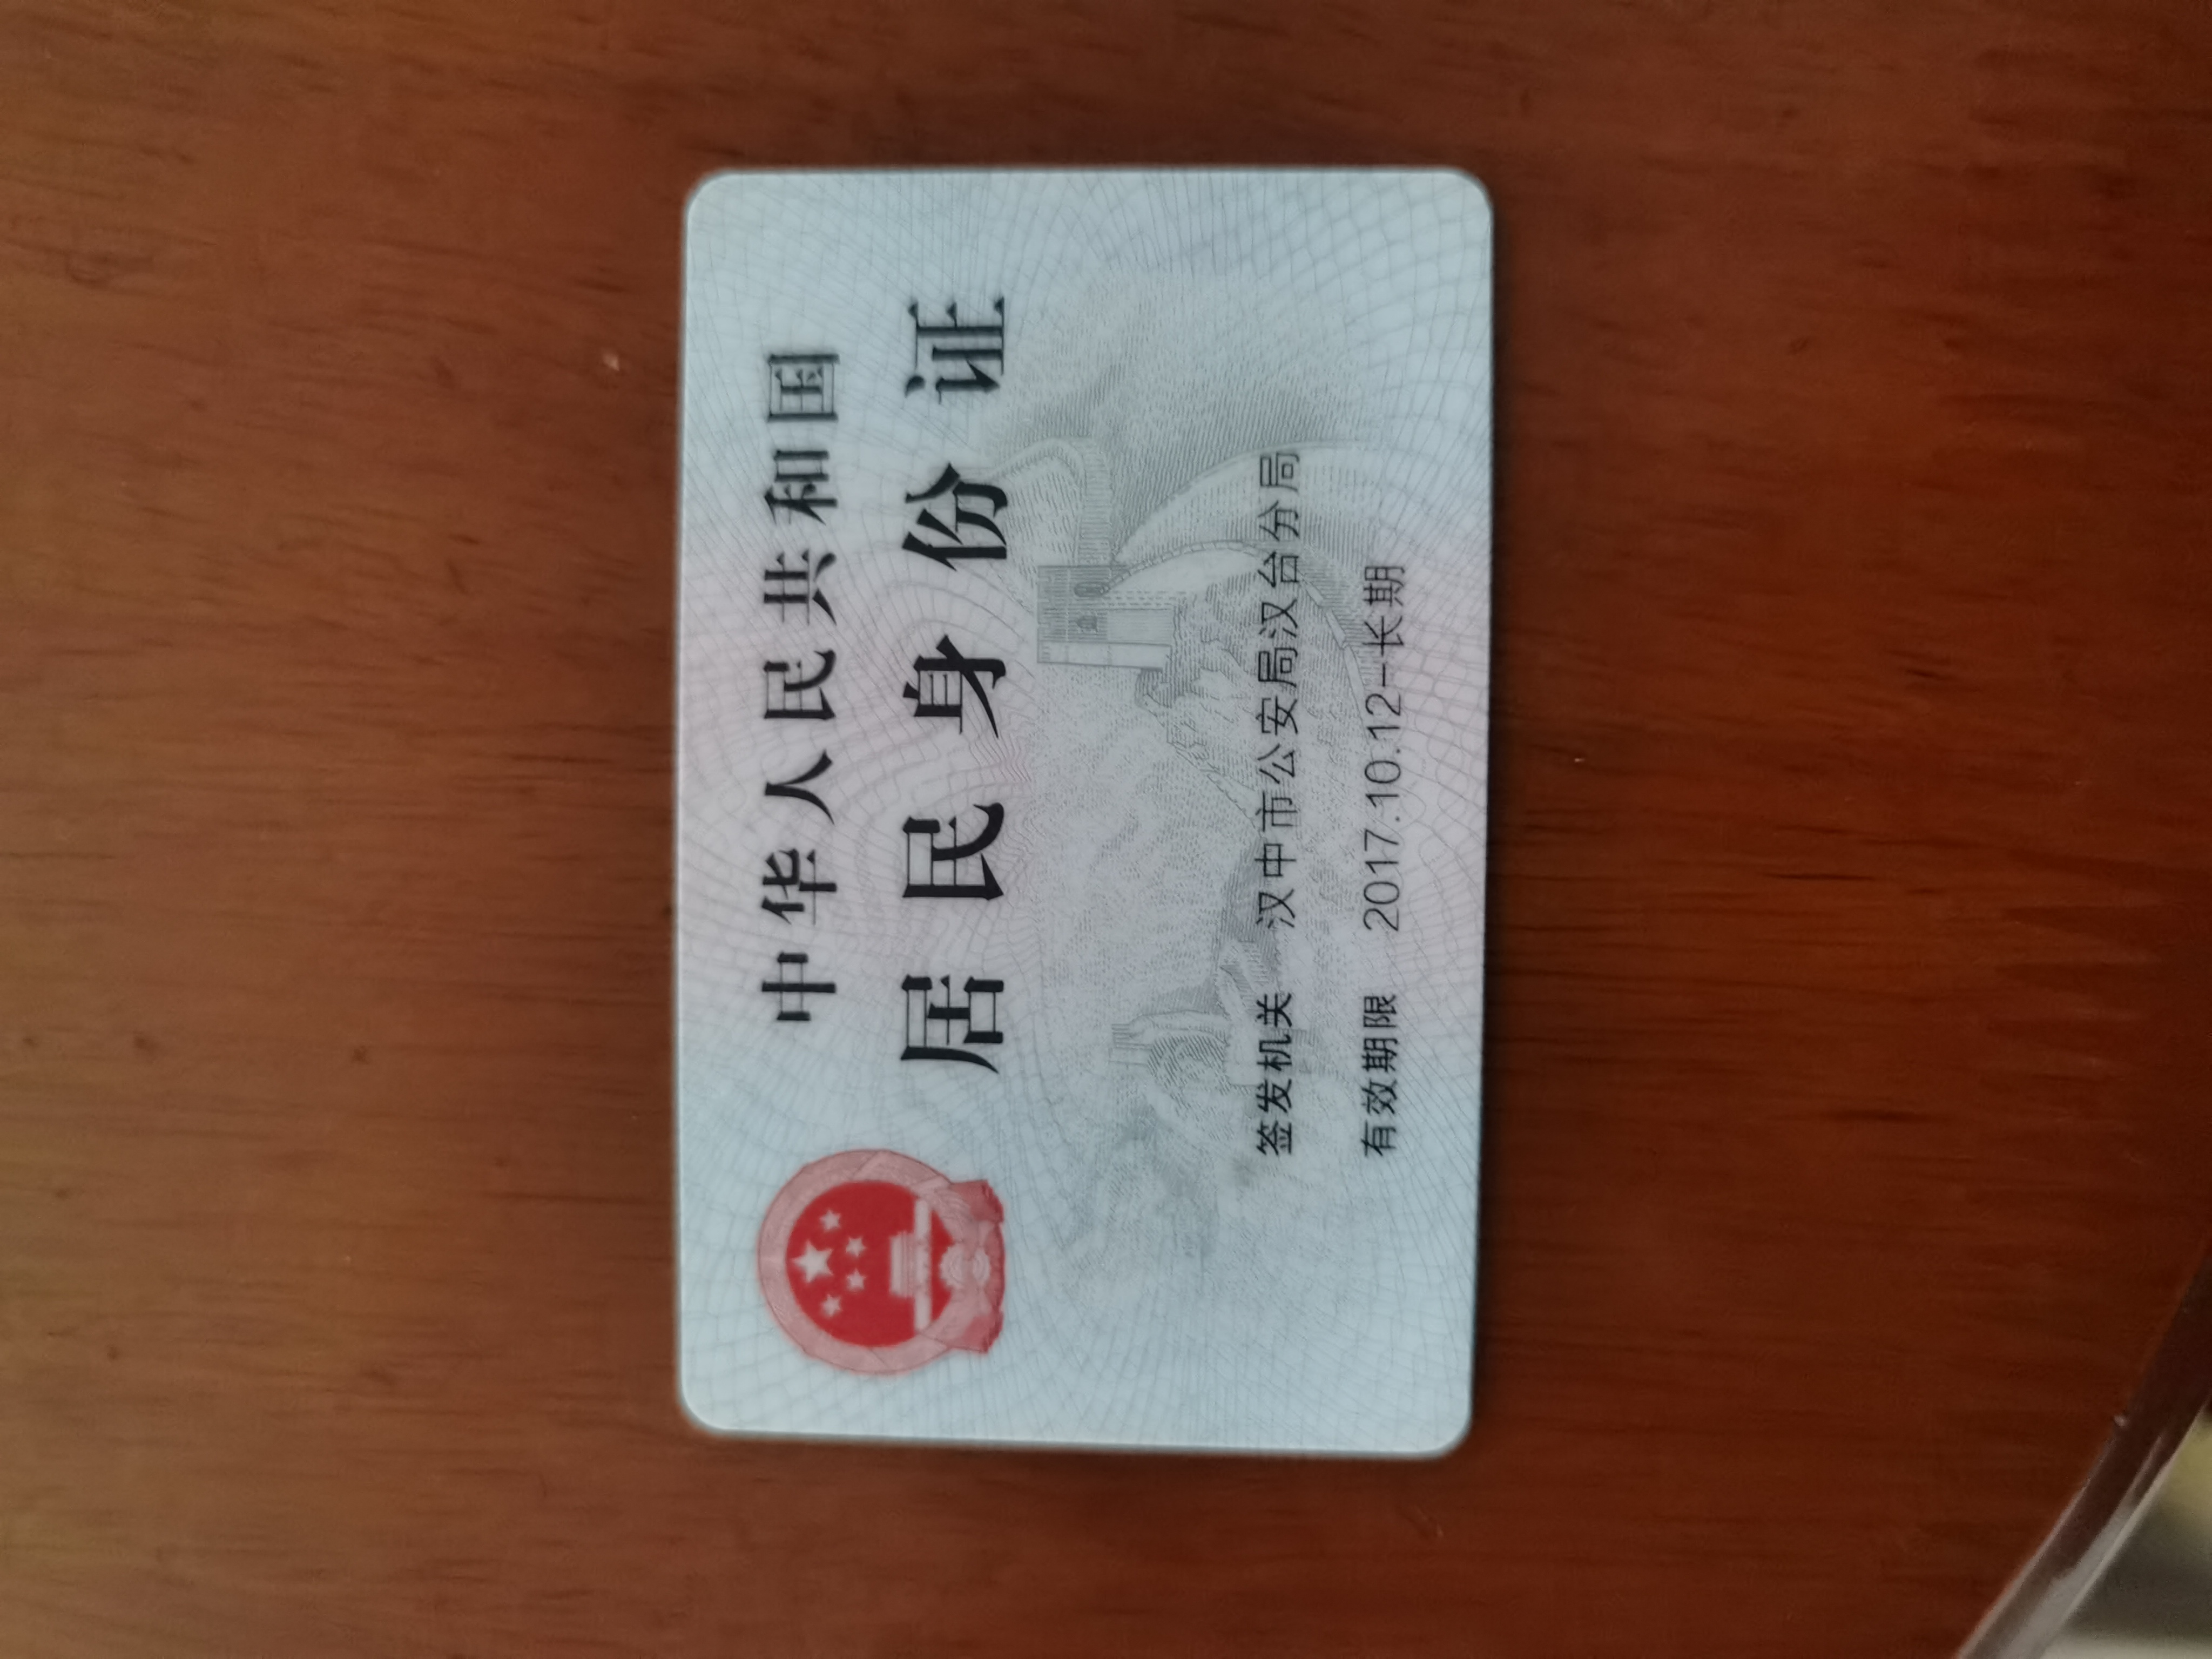 中华人民共和国
居民身份证
签发机关 汉中市公安局汉台分局
有效期限 2017.10.12-长期